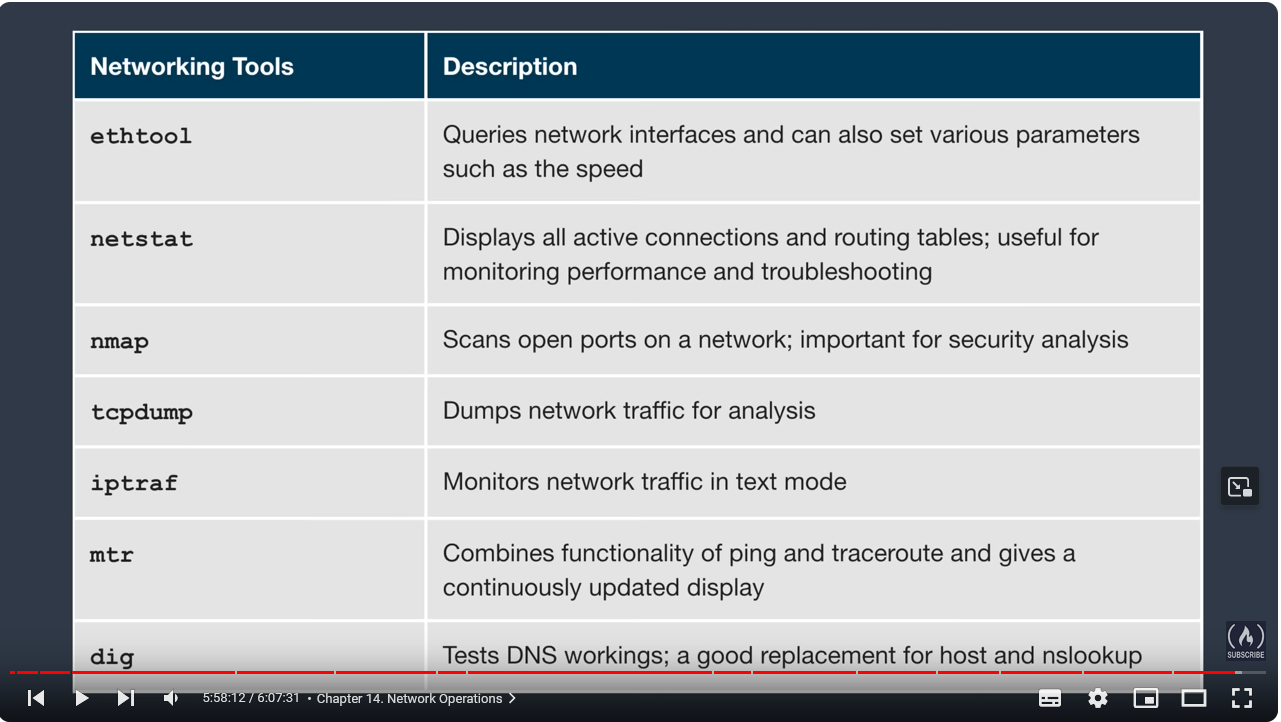 Networking Tools
Description
ethtool
Queries network interfaces and can also set various parameters
such as the speed
netstat
Displays all active connections and routing tables; useful for
monitoring performance and troubleshooting
nmap
Scans open ports on a network; important for security analysis
tcpdump
Dumps network traffic for analysis
iptraf
Monitors network traffic in text mode
mtr
Combines functionality of ping and traceroute and gives a
continuously updated display
dig
Tests DNS workings; a good replacement for host and nslookup
SUBSCRIBE
5:58:12 / 6:07:31 • Chapter 14. Network Operations